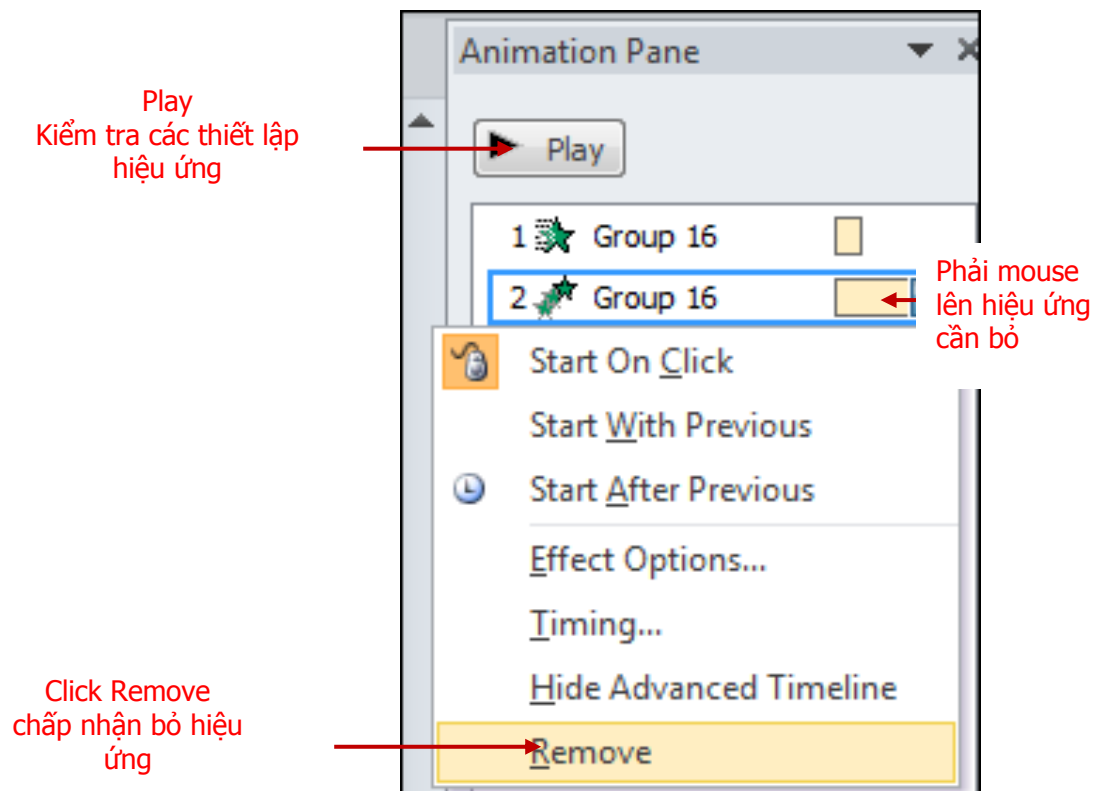 Animation Pane
Play
Kiểm tra các thiết lập
hiệu ứng
Play
1 Group 16
2 Group 16
Phải mouse
lên hiệu ứng
cần bỏ
Start On Click
Start With Previous
Start After Previous
Effect Options...
Timing...
Hide Advanced Timeline
Click Remove
chấp nhận bỏ hiệu
ứng
Remove